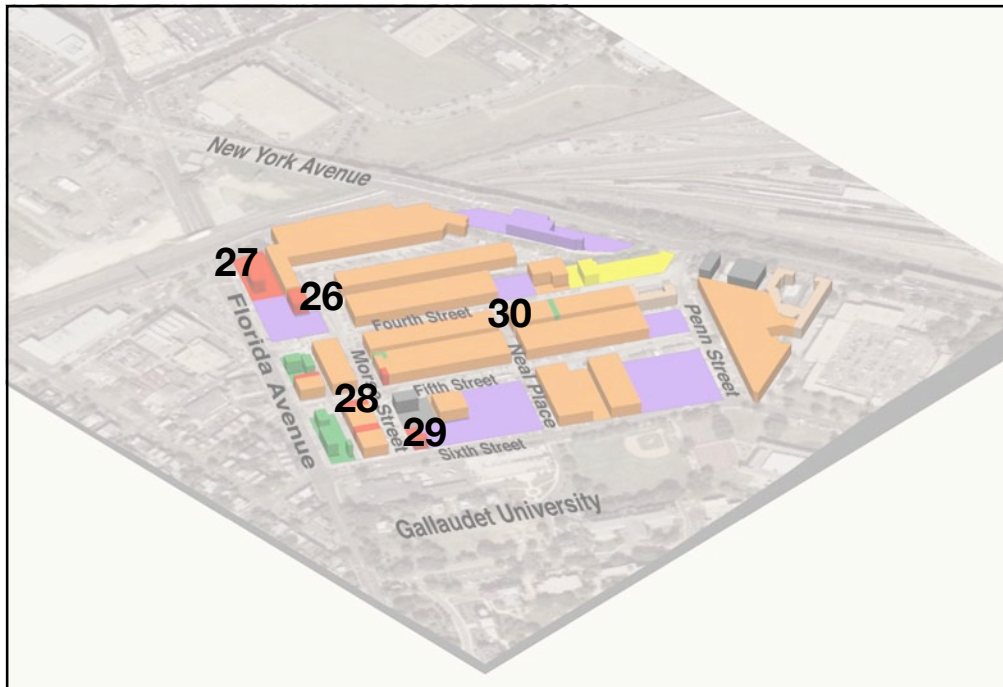 New York Avenue
27
26
30
Fourth Street
Florida Avenue
Penn Street
Neal Place
Fifth Street
28
Street
29
Sixth Street
Gallaudet University